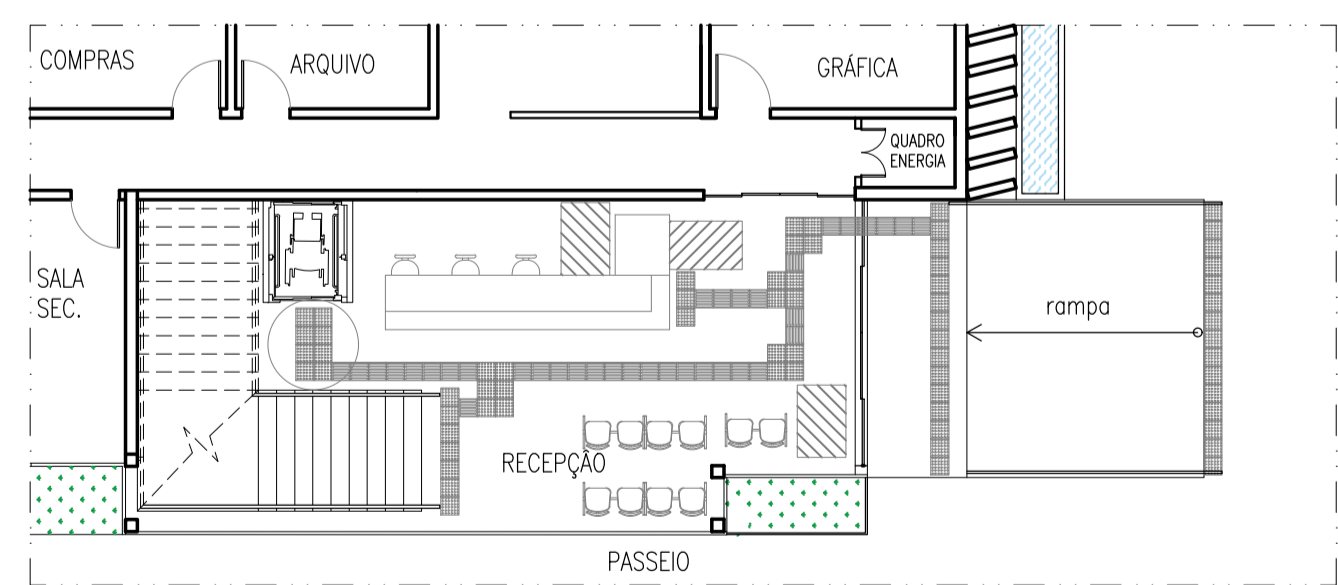 COMPRAS
ARQUIVO
GRÁFICA
QUADRO
ENERGIA
SALA
SEC.
rampa
RECEPÇÃO
PASSEIO